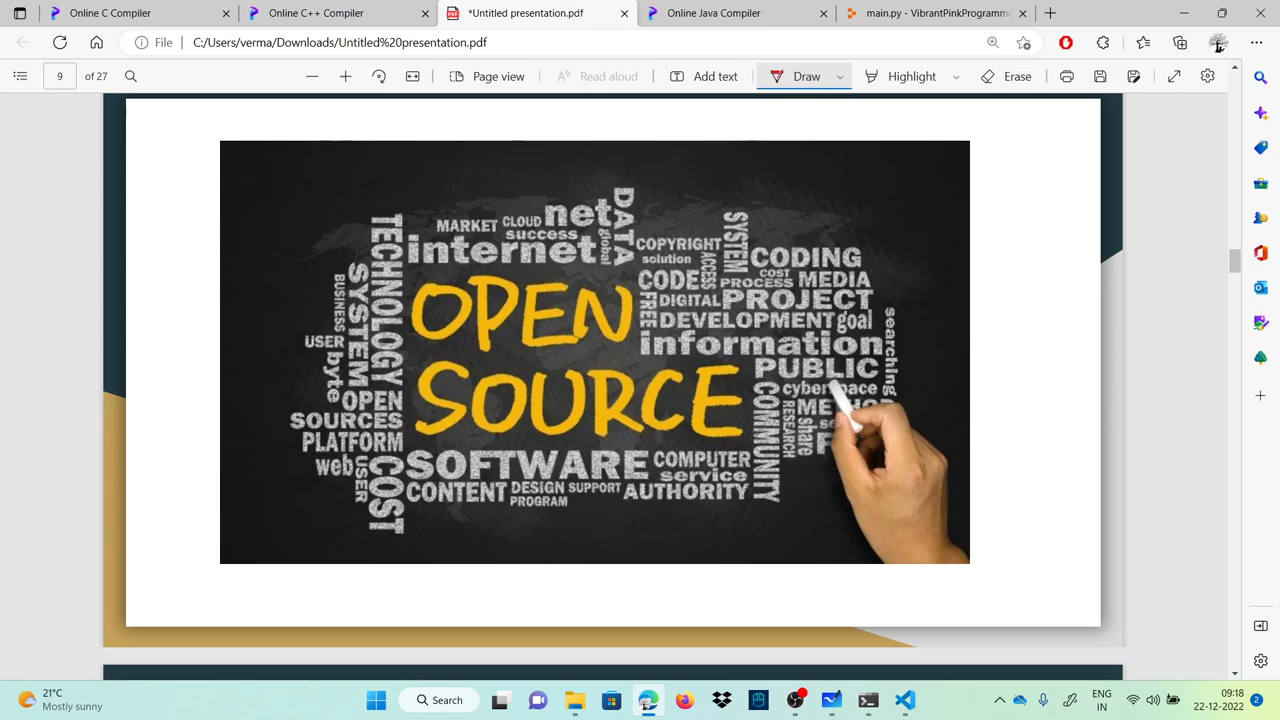 Online C Compiler
Online C++ Compiler
*Untitled presentation.pdf
Online Java Compiler
main.py - VibrantPinkProgramm
File
C:/Users/verma/Downloads/Untitled%20presentation.pdf
9 of 27
Page view
Read aloud
Add text
Draw
Highlight
Erase
DATA
net
MARKET CLOUD
success
global
internet
TECHNOLOGY
SYSTEM
BUSINESS
USER
byte
OPEN
SOURCES
PLATFORM
web
USER
COST
OPEN
SOURCE
COPYRIGHT
solution
ACCESS
SYSTEM
CODING
CODE
COST
PROCESS
MEDIA
FREE
DIGITAL
PROJECT
DEVELOPMENT
goal
information
searching
PUBLIC
cyberspace
COMMUNITY
RESEARCH
share
SOFTWARE
COMPUTER
service
CONTENT
DESIGN
SUPPORT
PROGRAM
AUTHORITY
21°C
Mostly sunny
Search
ENG
IN
09:18
22-12-2022
2